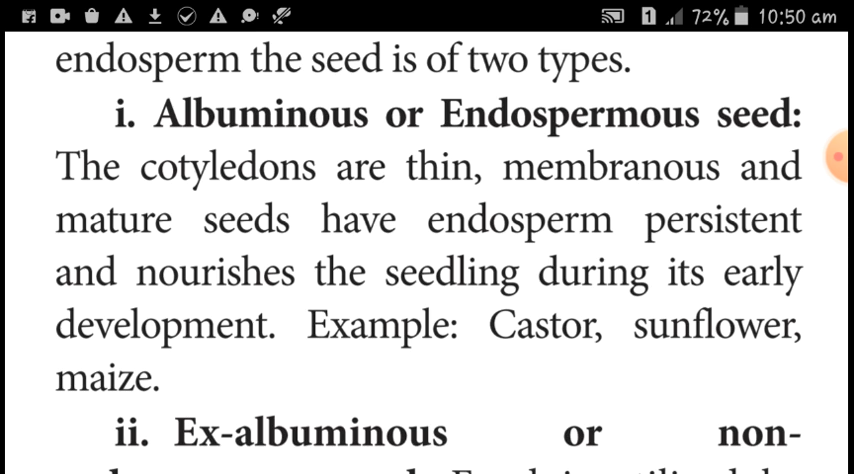 1 72% 10:50 am
endosperm the seed is of two types.
i. Albuminous or Endospermous seed:
The cotyledons are thin, membranous and
mature seeds have endosperm persistent
and nourishes the seedling during its early
development. Example: Castor, sunflower,
maize.
ii. Ex-albuminous or non-